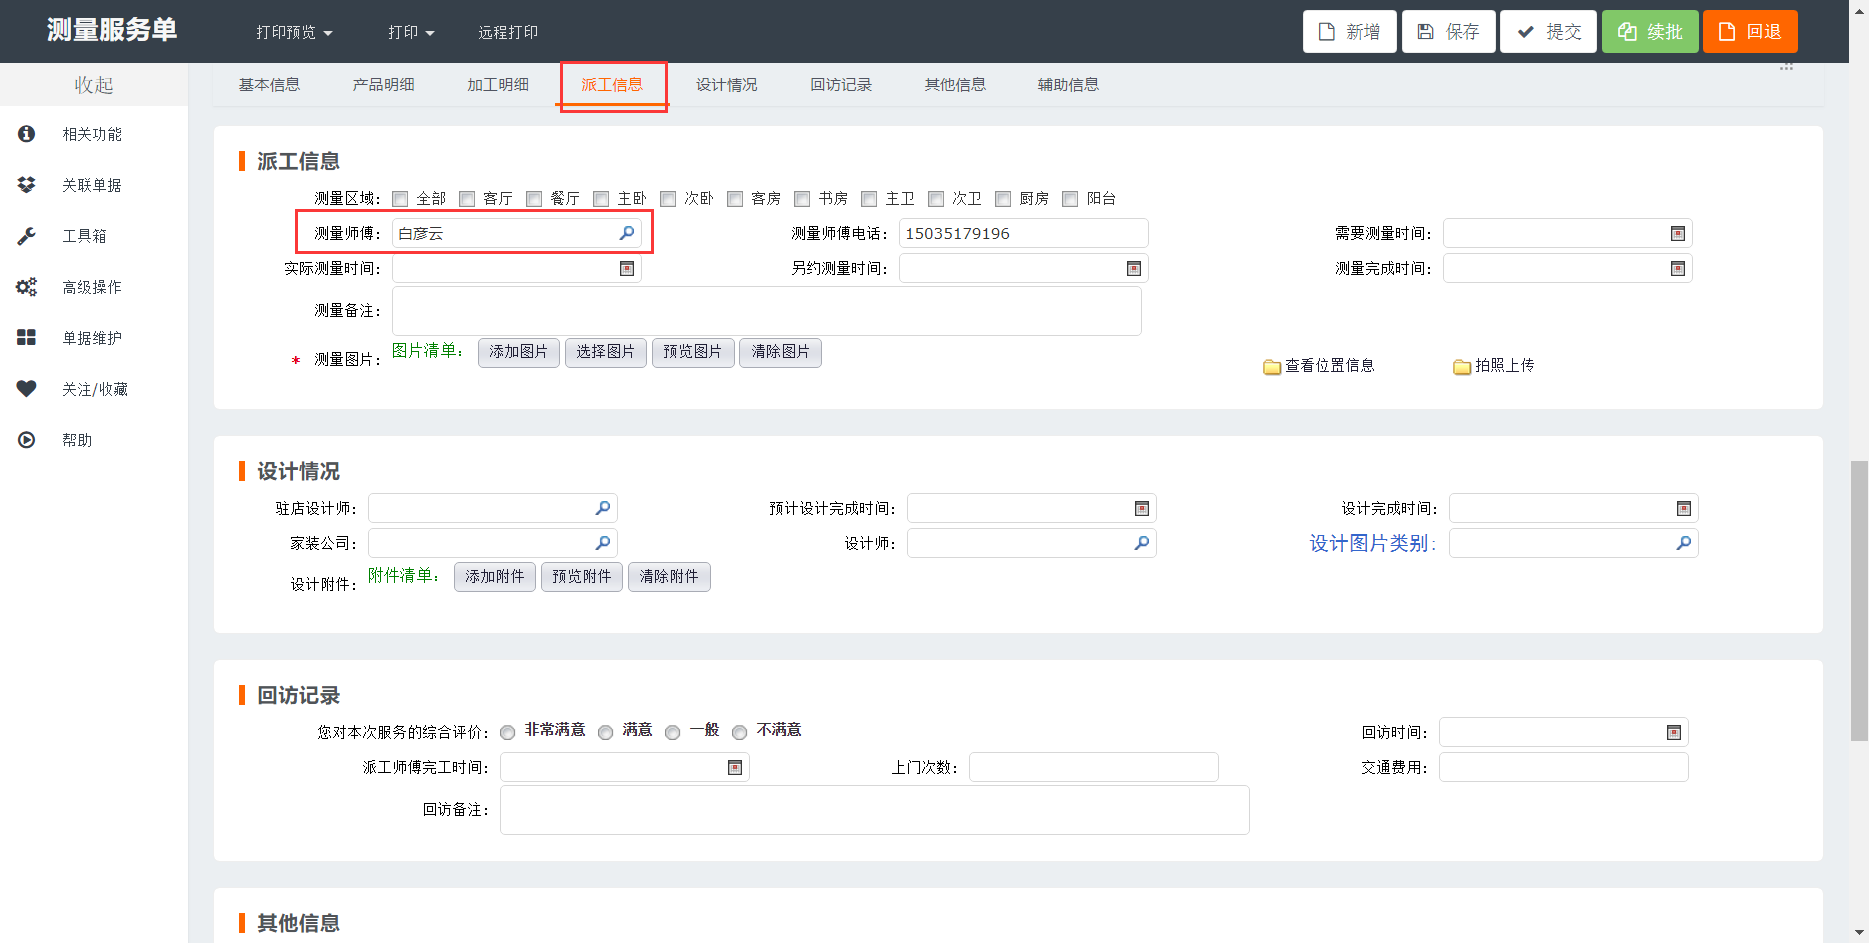 测量服务单 打印预览 打印 远程打印 新增 保存 提交 续批 回退
收起
相关功能
关联单据
工具箱
高级操作
单据维护
关注/收藏
帮助
基本信息 产品明细 加工明细 派工信息 设计情况 回访记录 其他信息 辅助信息
派工信息
测量区域： 全部 客厅 餐厅 主卧 次卧 客房 书房 主卫 次卫 厨房 阳台
测量师傅： 白彦云 测量师傅电话： 15035179196 需要测量时间：
实际测量时间： 另约测量时间： 测量完成时间：
测量备注：
* 测量图片： 图片清单： 添加图片 选择图片 预览图片 清除图片 查看位置信息 拍照上传
设计情况
驻店设计师： 预计设计完成时间： 设计完成时间：
家装公司： 设计师： 设计图片类别：
设计附件： 附件清单： 添加附件 预览附件 清除附件
回访记录
您对本次服务的综合评价： 非常满意 满意 一般 不满意 回访时间：
派工师傅完工时间： 上门次数： 交通费用：
回访备注：
其他信息